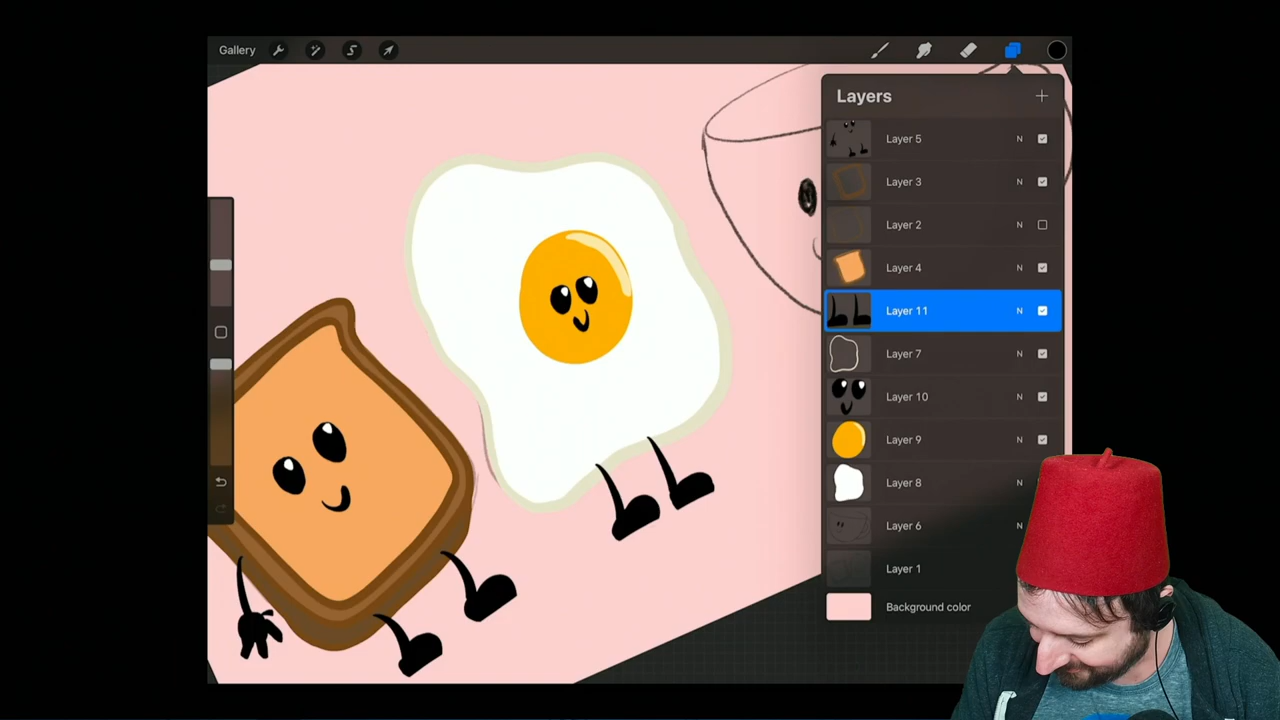 Gallery
Layers
Layer 5 N
Layer 3 N
Layer 2 N
Layer 4 N
Layer 11 N
Layer 7 N
Layer 10 N
Layer 9 N
Layer 8 N
Layer 6 N
Layer 1
Background color